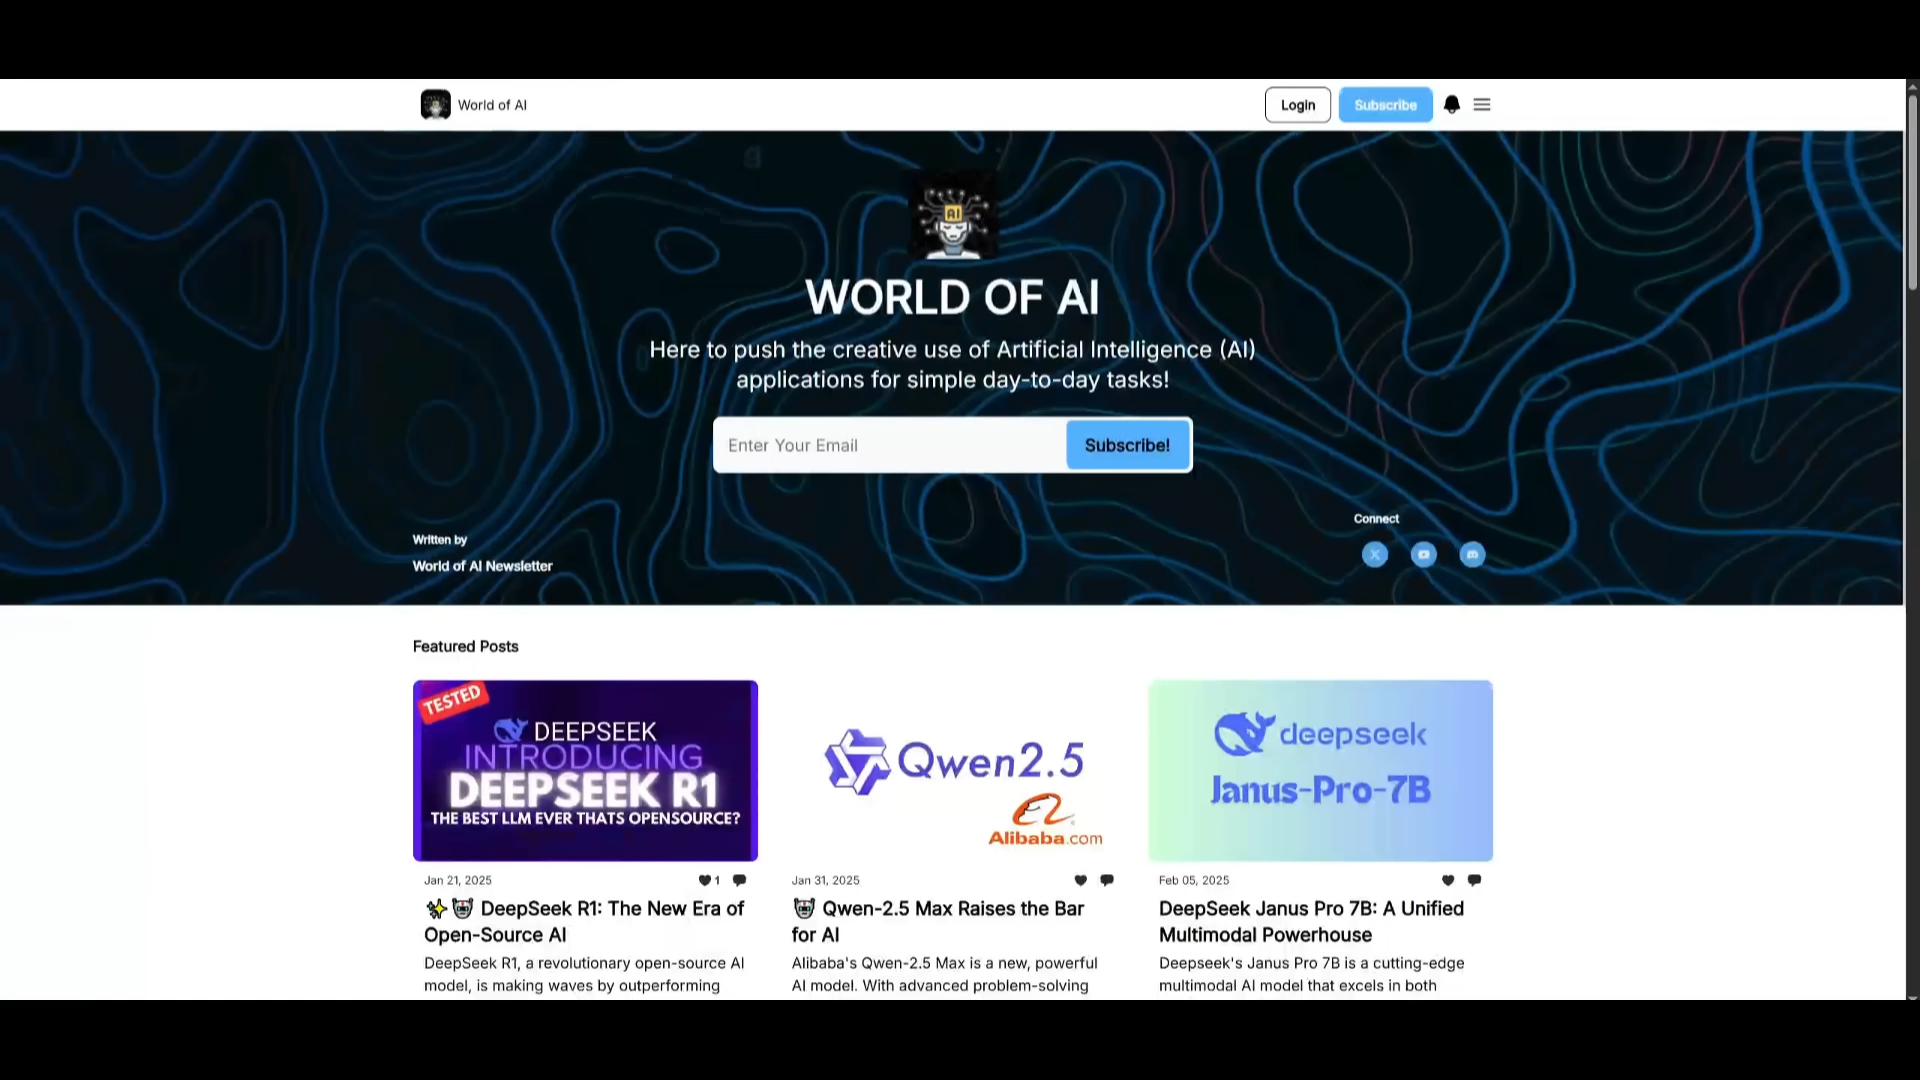 World of AI
Login
Subscribe
AI
WORLD OF AI
Here to push the creative use of Artificial Intelligence (AI)
applications for simple day-to-day tasks!
Enter Your Email
Subscribe!
Connect
Written by
World of AI Newsletter
Featured Posts
TESTED
DEEPSEEK
INTRODUCING
DEEPSEEK R1
THE BEST LLM EVER THATS OPENSOURCE?
Jan 21, 2025
1
✨🤖 DeepSeek R1: The New Era of
Open-Source AI
DeepSeek R1, a revolutionary open-source AI
model, is making waves by outperforming
Qwen2.5
Alibaba.com
Jan 31, 2025
🤖 Qwen-2.5 Max Raises the Bar
for AI
Alibaba's Qwen-2.5 Max is a new, powerful
AI model. With advanced problem-solving
deepseek
Janus-Pro-7B
Feb 05, 2025
DeepSeek Janus Pro 7B: A Unified
Multimodal Powerhouse
Deepseek's Janus Pro 7B is a cutting-edge
multimodal AI model that excels in both